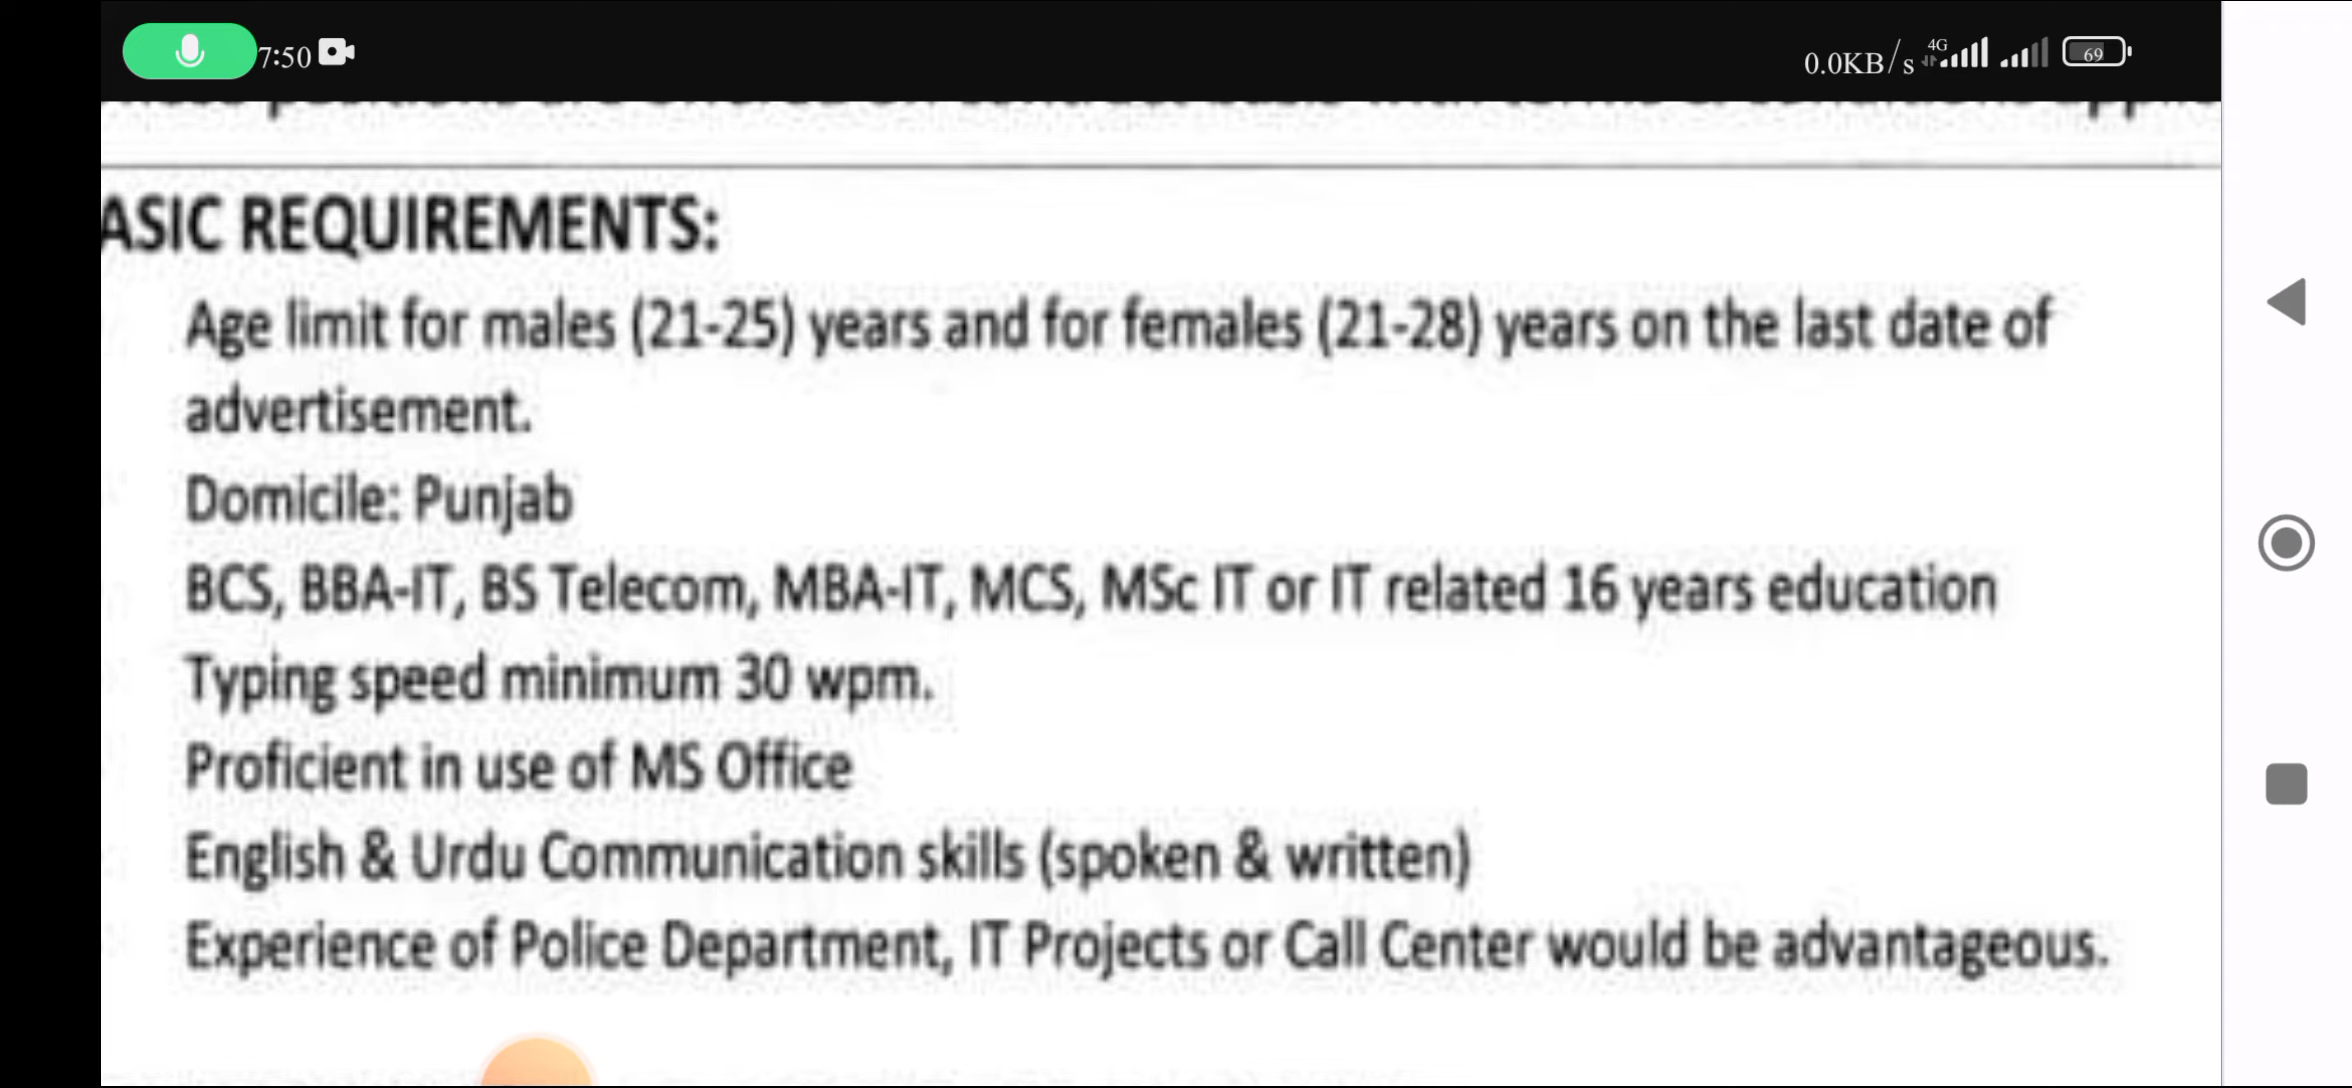 7:50
0.0KB/s 4G 69
ASIC REQUIREMENTS:
Age limit for males (21-25) years and for females (21-28) years on the last date of
advertisement.
Domicile: Punjab
BCS, BBA-IT, BS Telecom, MBA-IT, MCS, MSc IT or IT related 16 years education
Typing speed minimum 30 wpm.
Proficient in use of MS Office
English & Urdu Communication skills (spoken & written)
Experience of Police Department, IT Projects or Call Center would be advantageous.